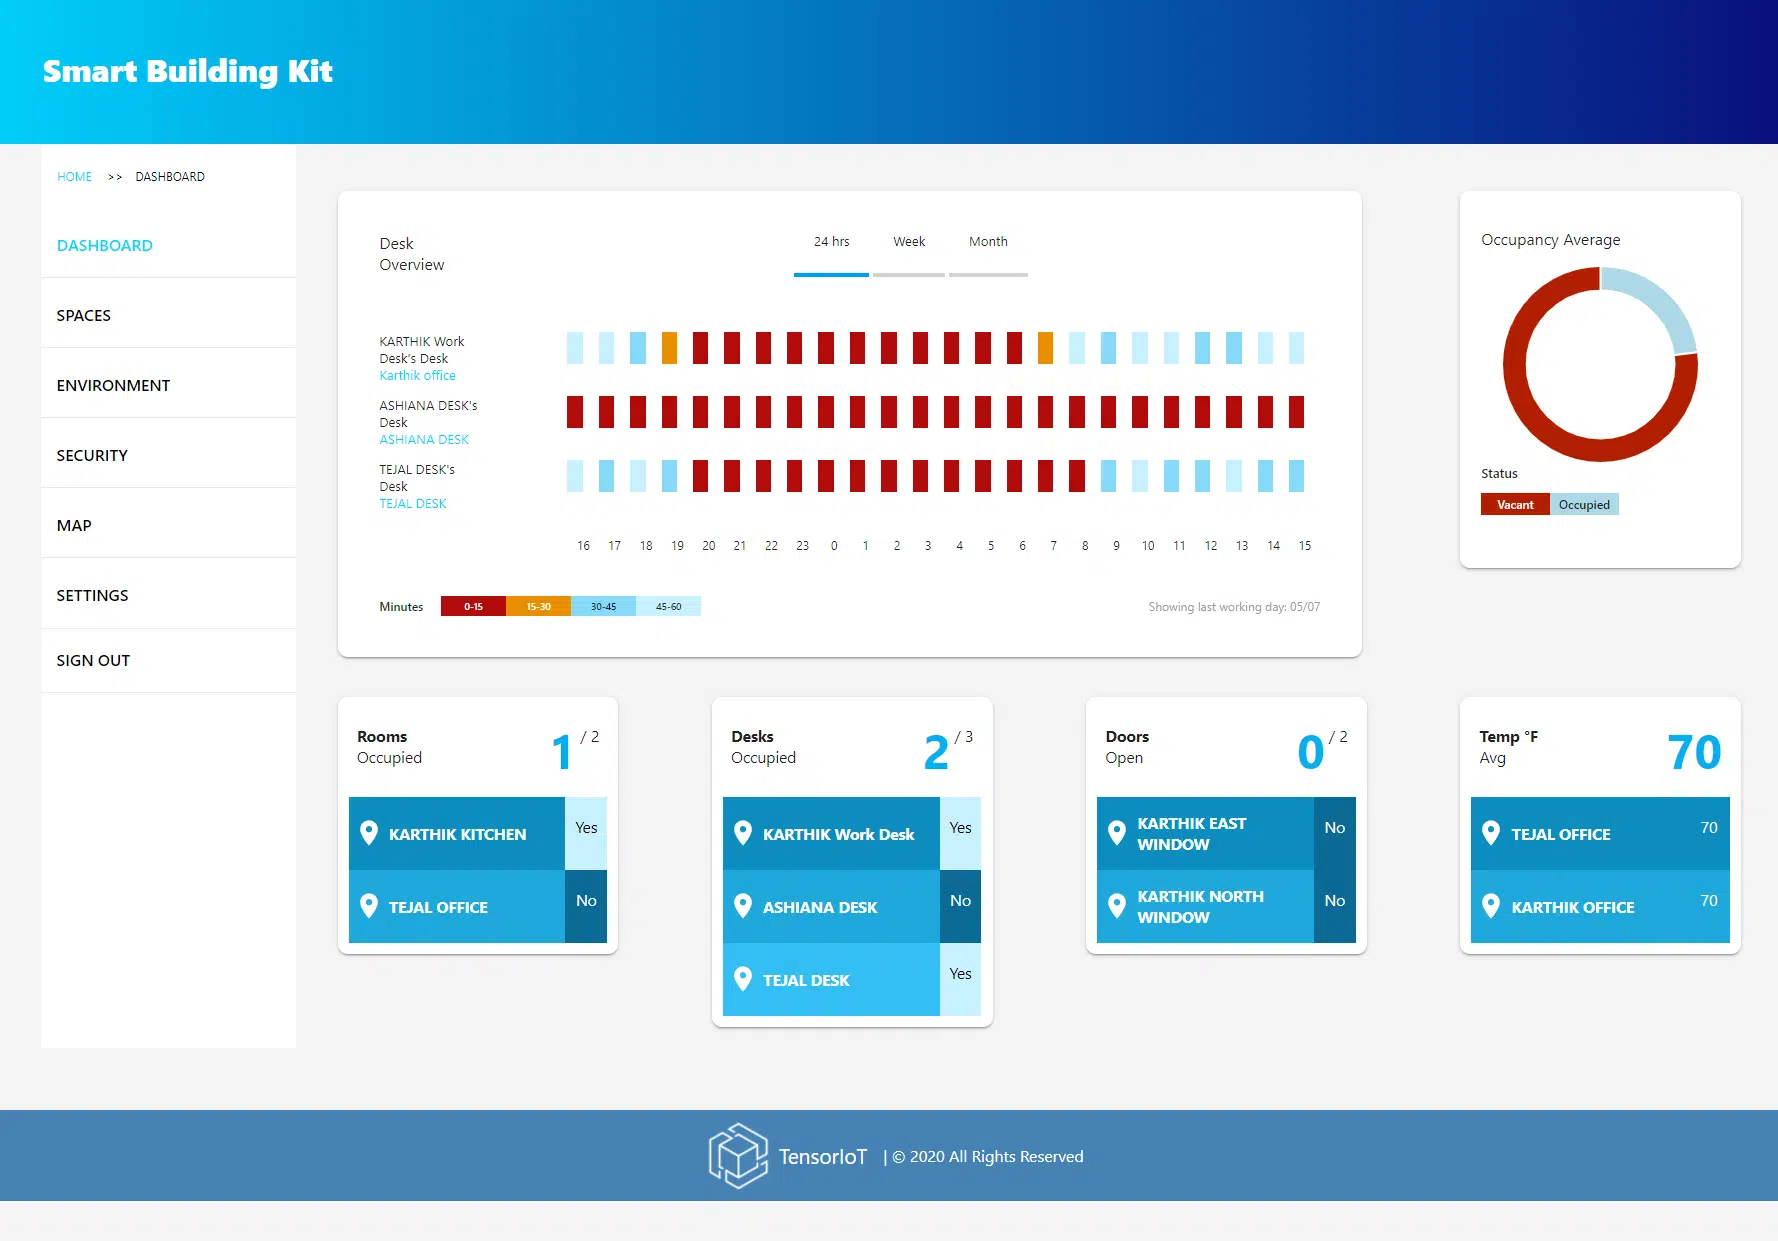 Smart Building Kit
HOME >> DASHBOARD
DASHBOARD
SPACES
ENVIRONMENT
SECURITY
MAP
SETTINGS
SIGN OUT
Desk
Overview
24 hrs Week Month
KARTHIK Work
Desk's Desk
Karthik office
ASHIANA DESK's
Desk
ASHIANA DESK
TEJAL DESK's
Desk
TEJAL DESK
16 17 18 19 20 21 22 23 0 1 2 3 4 5 6 7 8 9 10 11 12 13 14 15
Minutes 0-15 15-30 30-45 45-60
Showing last working day: 05/07
Occupancy Average
Status
Vacant Occupied
Rooms
Occupied
1 / 2
KARTHIK KITCHEN Yes
TEJAL OFFICE No
Desks
Occupied
2 / 3
KARTHIK Work Desk Yes
ASHIANA DESK No
TEJAL DESK Yes
Doors
Open
0 / 2
KARTHIK EAST
WINDOW
No
KARTHIK NORTH
WINDOW
No
Temp °F
Avg
70
TEJAL OFFICE 70
KARTHIK OFFICE 70
TensorIoT | © 2020 All Rights Reserved